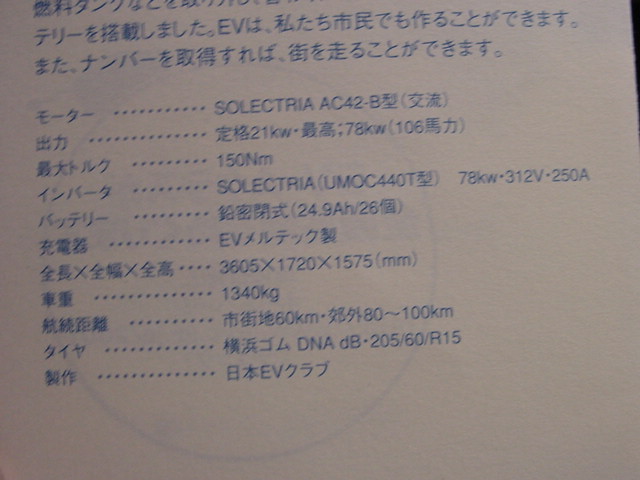 燃料タンクなどを取り外し、
テリーを搭載しました。EVは、私たち市民でも作ることができます。
また、ナンバーを取得すれば、街を走ることができます。
モーター ………… SOLECTRIA AC42-B型(交流)
出力 ………… 定格21kw・最高;78kw(106馬力)
最大トルク ……… 150Nm
インバータ ……… SOLECTRIA(UMOC440T型) 78kw・312V・250A
バッテリー ……… 鉛密閉式(24.9Ah/26個)
充電器 ………… EVメルテック製
全長×全幅×全高 …‥ 3605×1720×1575(mm)
車重 ………… 1340kg
航続距離 ……… 市街地60km・郊外80〜100km
タイヤ ………… 横浜ゴム DNA dB・205/60/R15
製作 ………… 日本EVクラブ